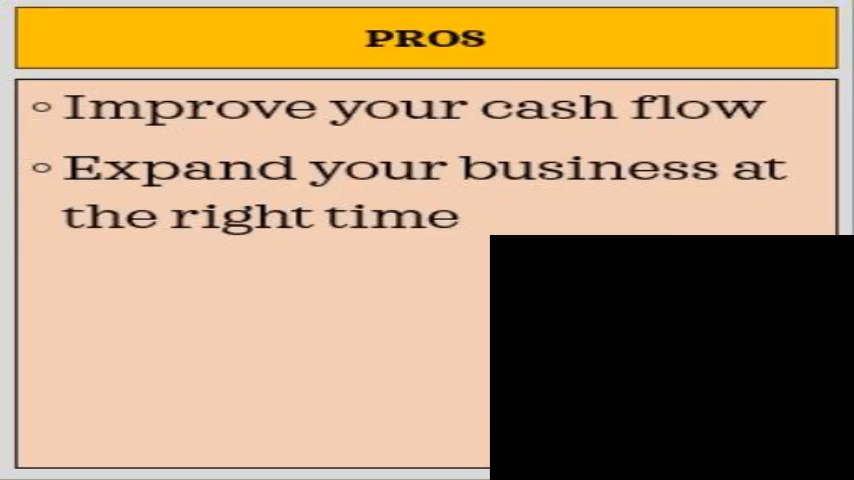 PROS
◦ Improve your cash flow
◦ Expand your business at
the right time